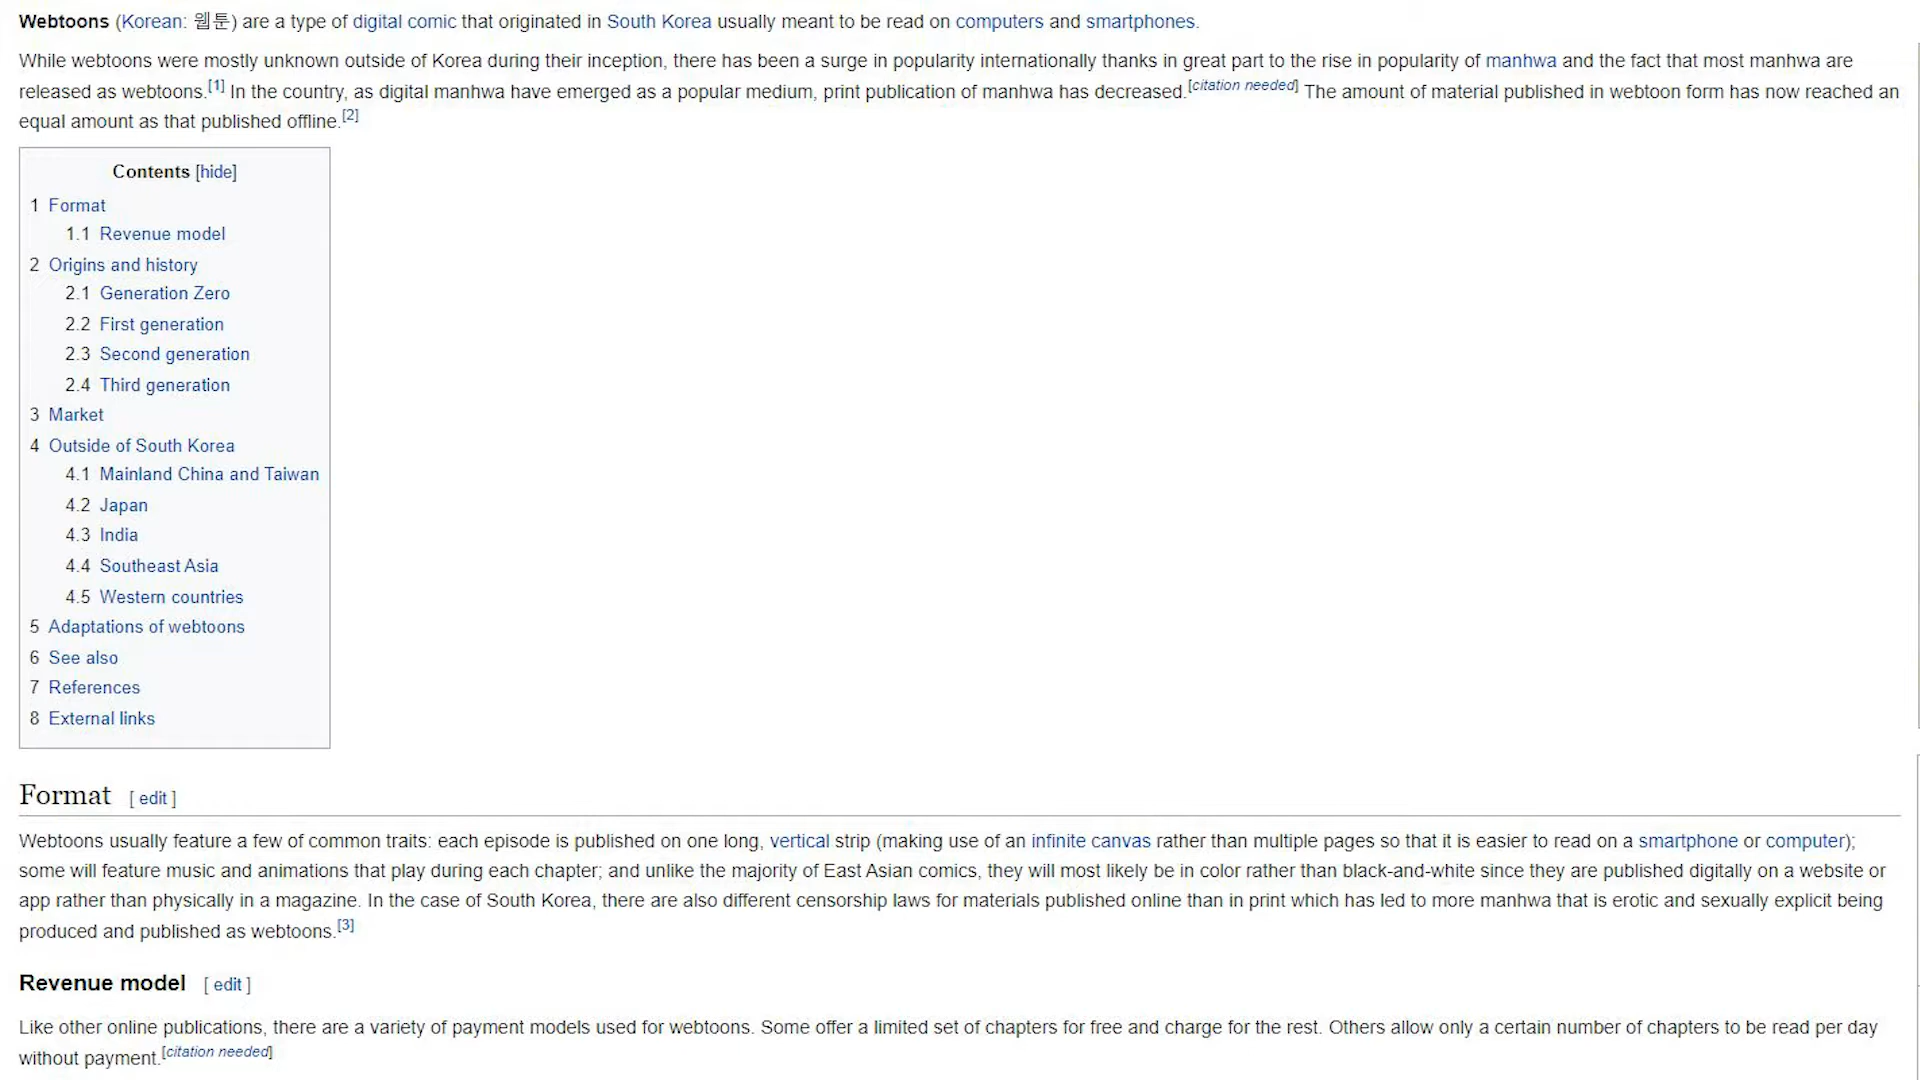 Webtoons (Korean: 웹툰) are a type of digital comic that originated in South Korea usually meant to be read on computers and smartphones.
While webtoons were mostly unknown outside of Korea during their inception, there has been a surge in popularity internationally thanks in great part to the rise in popularity of manhwa and the fact that most manhwa are
released as webtoons.[1] In the country, as digital manhwa have emerged as a popular medium, print publication of manhwa has decreased.[citation needed] The amount of material published in webtoon form has now reached an
equal amount as that published offline.[2]
Contents [hide]
1 Format
1.1 Revenue model
2 Origins and history
2.1 Generation Zero
2.2 First generation
2.3 Second generation
2.4 Third generation
3 Market
4 Outside of South Korea
4.1 Mainland China and Taiwan
4.2 Japan
4.3 India
4.4 Southeast Asia
4.5 Western countries
5 Adaptations of webtoons
6 See also
7 References
8 External links
Format [ edit ]
Webtoons usually feature a few of common traits: each episode is published on one long, vertical strip (making use of an infinite canvas rather than multiple pages so that it is easier to read on a smartphone or computer);
some will feature music and animations that play during each chapter; and unlike the majority of East Asian comics, they will most likely be in color rather than black-and-white since they are published digitally on a website or
app rather than physically in a magazine. In the case of South Korea, there are also different censorship laws for materials published online than in print which has led to more manhwa that is erotic and sexually explicit being
produced and published as webtoons.[3]
Revenue model [ edit ]
Like other online publications, there are a variety of payment models used for webtoons. Some offer a limited set of chapters for free and charge for the rest. Others allow only a certain number of chapters to be read per day
without payment.[citation needed]